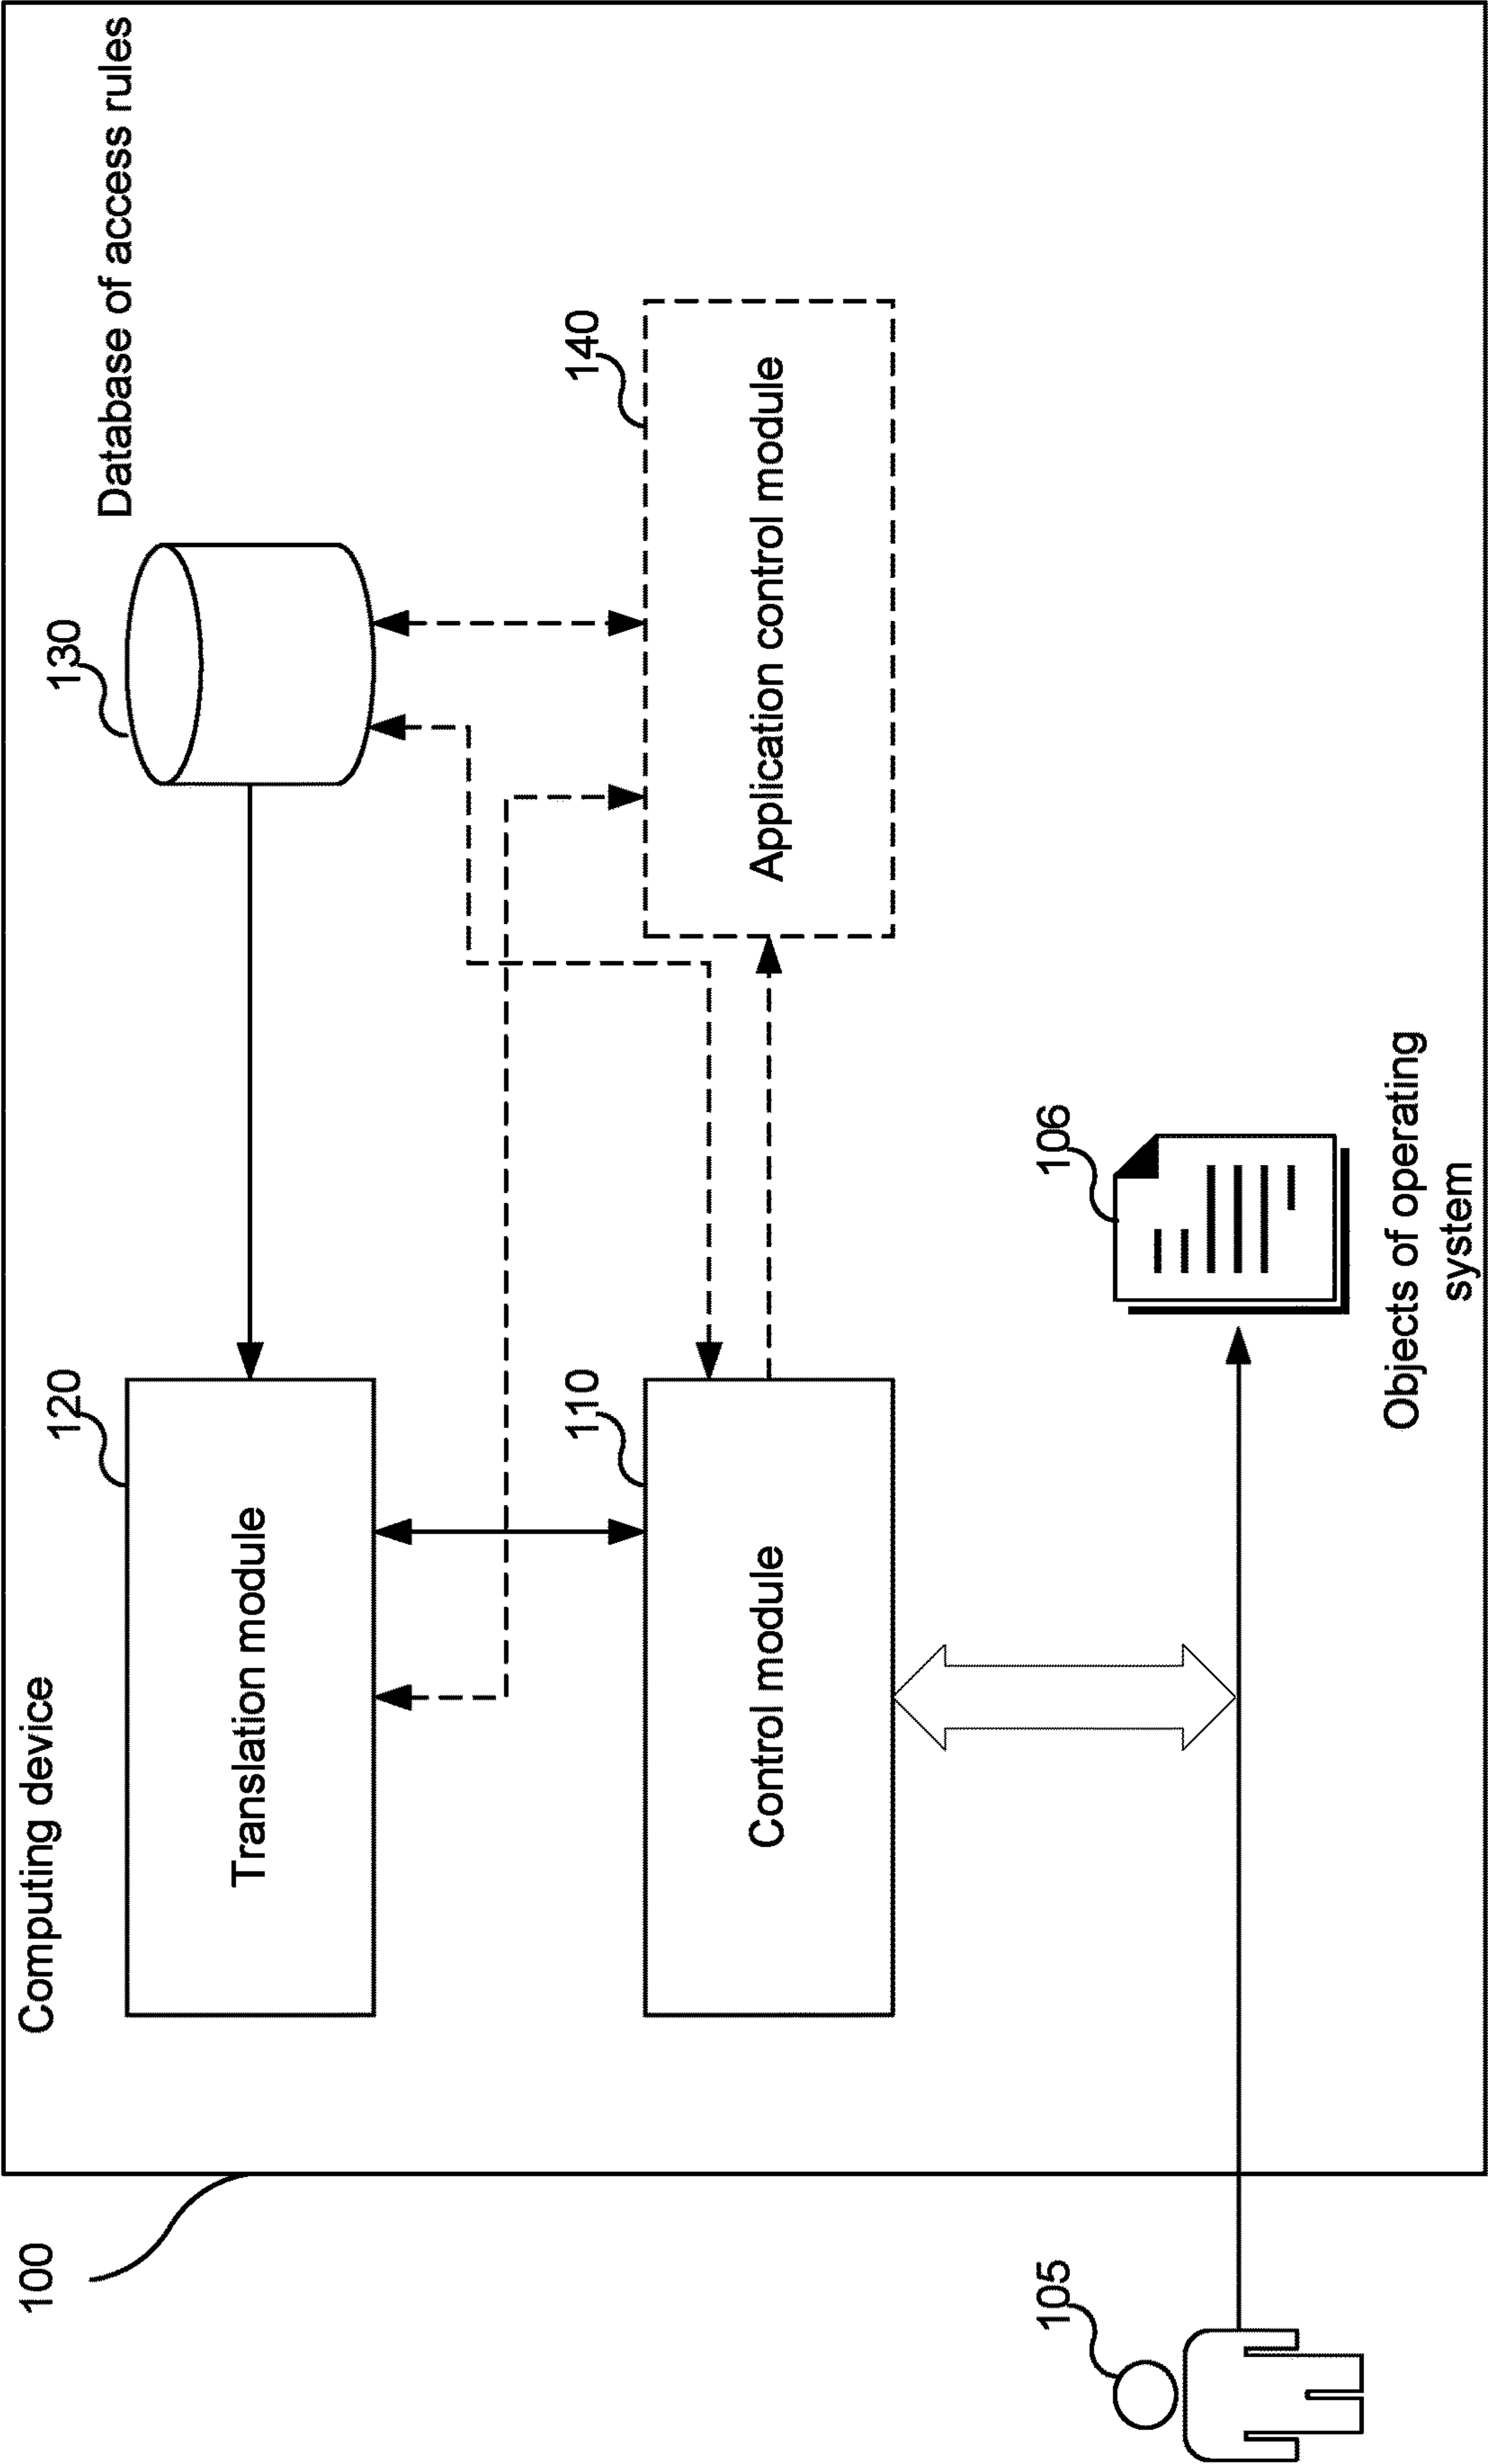 100
Computing device
Database of access rules
120
130
Translation module
110
140
Control module
Application control module
105
106
Objects of operating
system